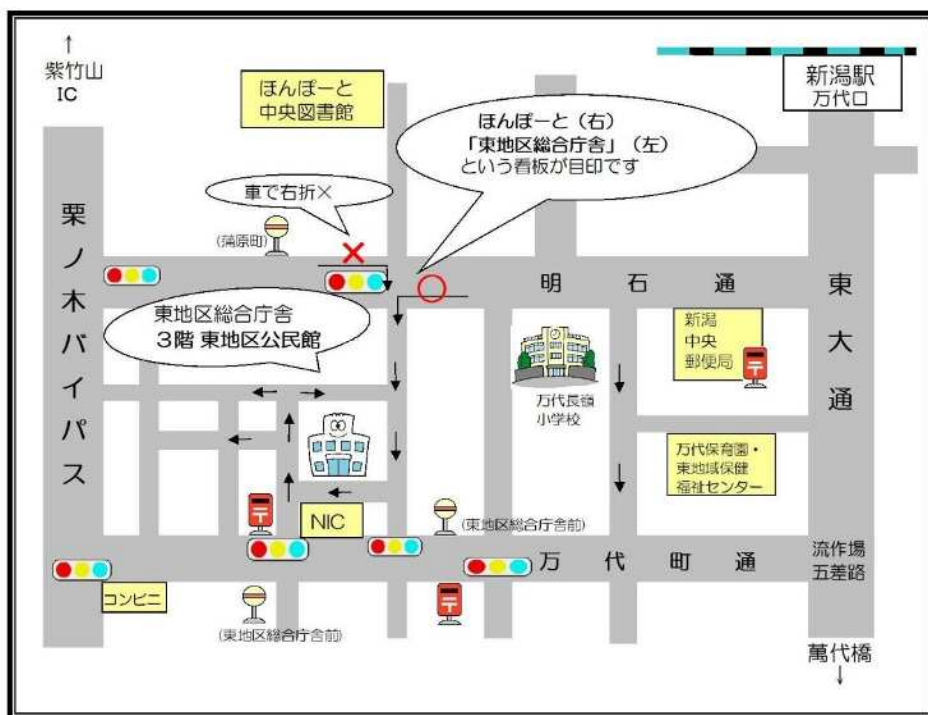 ↑
紫竹山
IC
新潟駅
万代口
ほんぽーと
中央図書館
ほんぽーと（右）
「東地区総合庁舎」（左）
という看板が目印です
車で右折×
(蒲原町)
栗ノ木バイパス
明石通
東大通
東地区総合庁舎
３階 東地区公民館
新潟
中央
郵便局
万代長嶺
小学校
万代保育園・
東地域保健
福祉センター
NIC
(東地区総合庁舎前)
万代町通
流作場
五差路
コンビニ
(東地区総合庁舎前)
萬代橋
↓